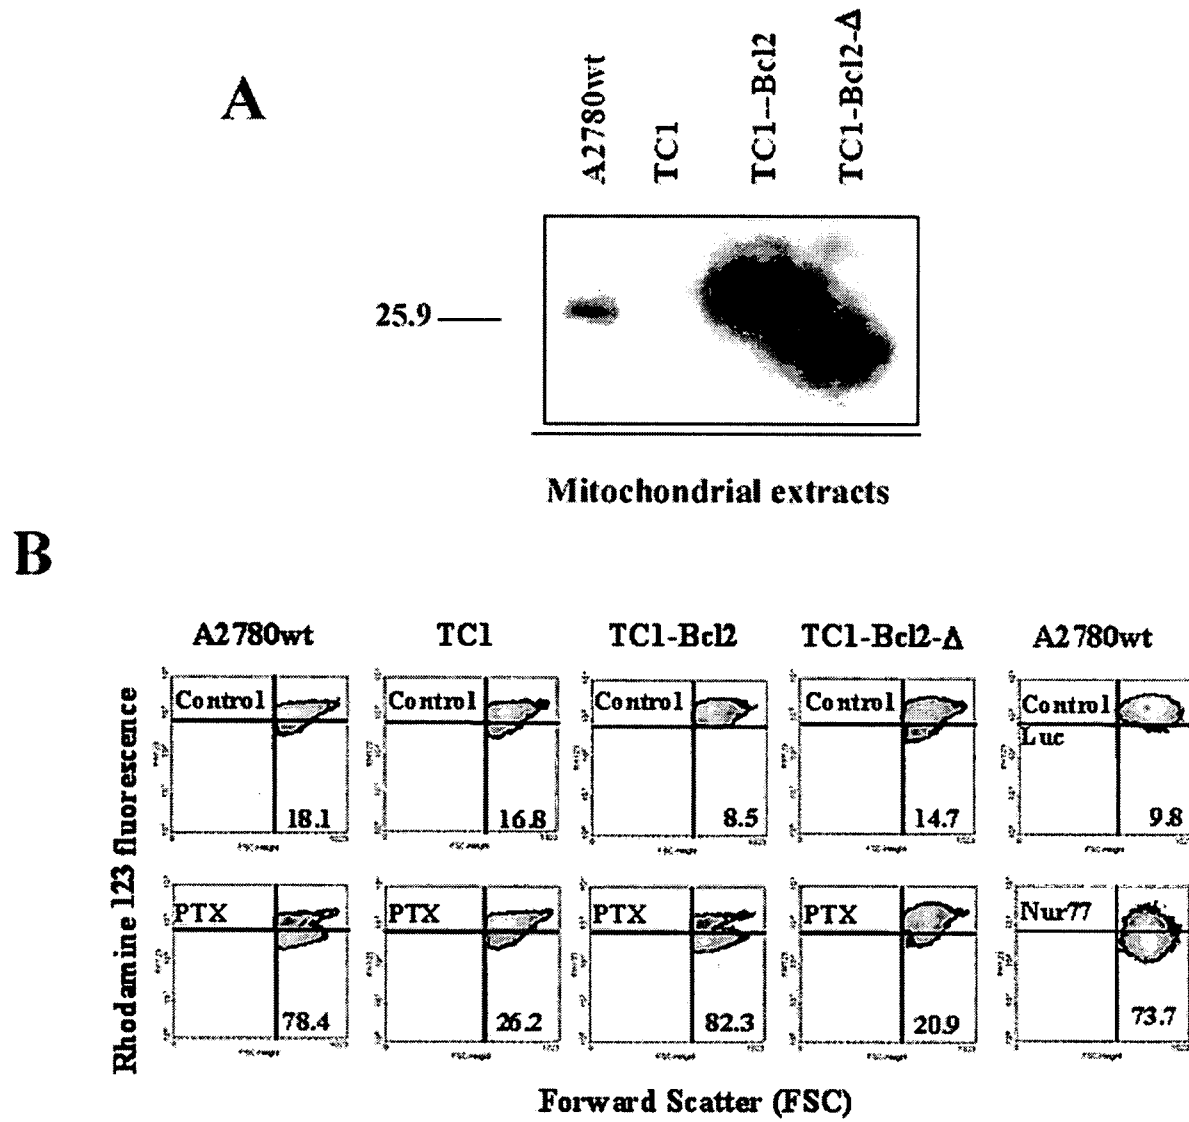 A
A2780wt
TC1
TC1--Bcl2
TC1-Bcl2-Δ
25.9
Mitochondrial extracts
B
A2780wt TC1 TC1-Bcl2 TC1-Bcl2-Δ A2780wt
Rhodamine 123 fluorescence
Control Control Control Control Control
Luc
18.1 16.8 8.5 14.7 9.8
PTX PTX PTX PTX Nur77
78.4 26.2 82.3 20.9 73.7
Forward Scatter (FSC)